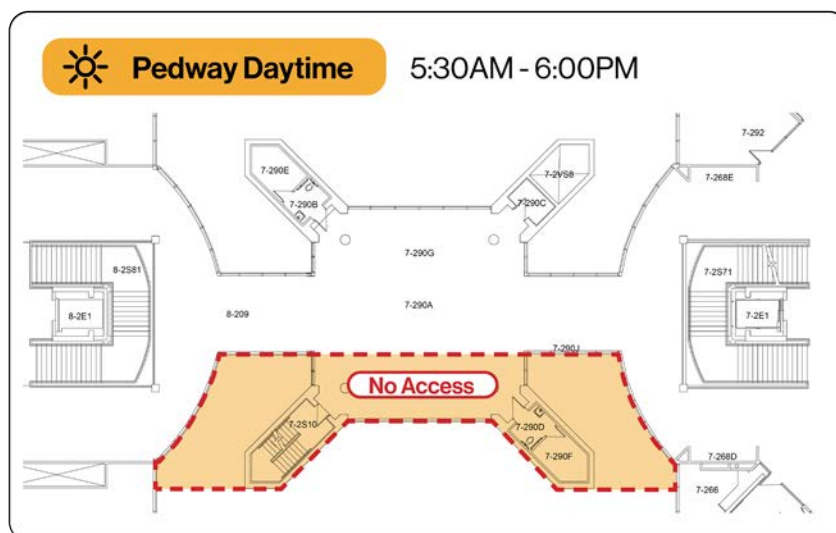 Pedway Daytime 5:30AM - 6:00PM
7-292
7-290E
7-2VS8
7-268E
7-290B
7-290C
7-290G
8-2S81
7-2S71
7-290A
8-2E1
8-209
7-2E1
7-290J
No Access
7-2S10
7-290D
7-290F
7-268D
7-266